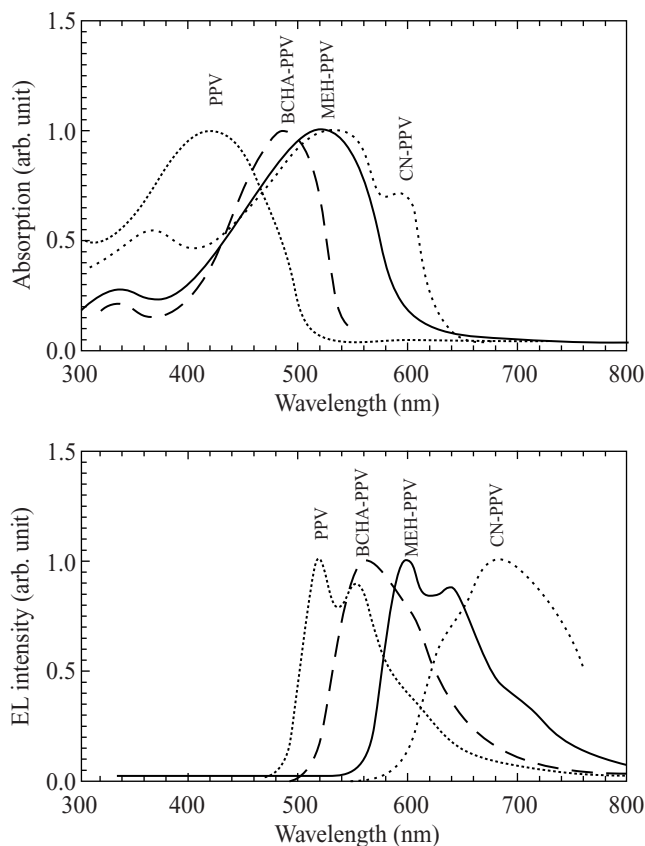 1.5
PPV
BCHA-PPV
MEH-PPV
CN-PPV
1.0
0.5
0.0
Absorption (arb. unit)
300 400 500 600 700 800
Wavelength (nm)
1.5
PPV
BCHA-PPV
MEH-PPV
CN-PPV
1.0
0.5
0.0
EL intensity (arb. unit)
300 400 500 600 700 800
Wavelength (nm)